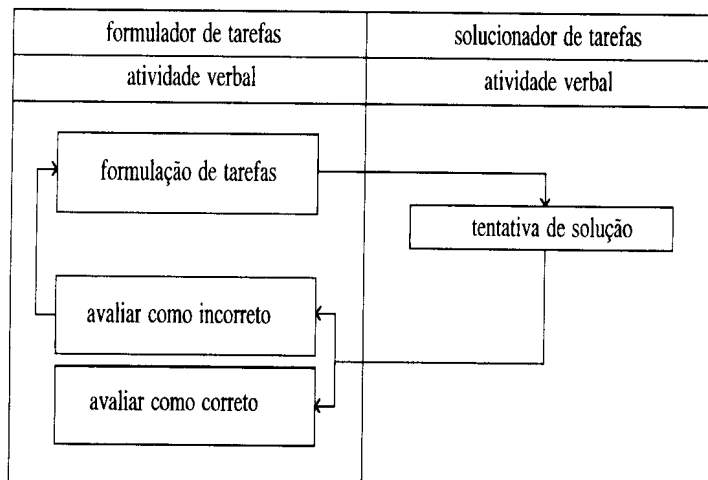 formulador de tarefas
solucionador de tarefas
atividade verbal
atividade verbal
formulação de tarefas
tentativa de solução
avaliar como incorreto
avaliar como correto